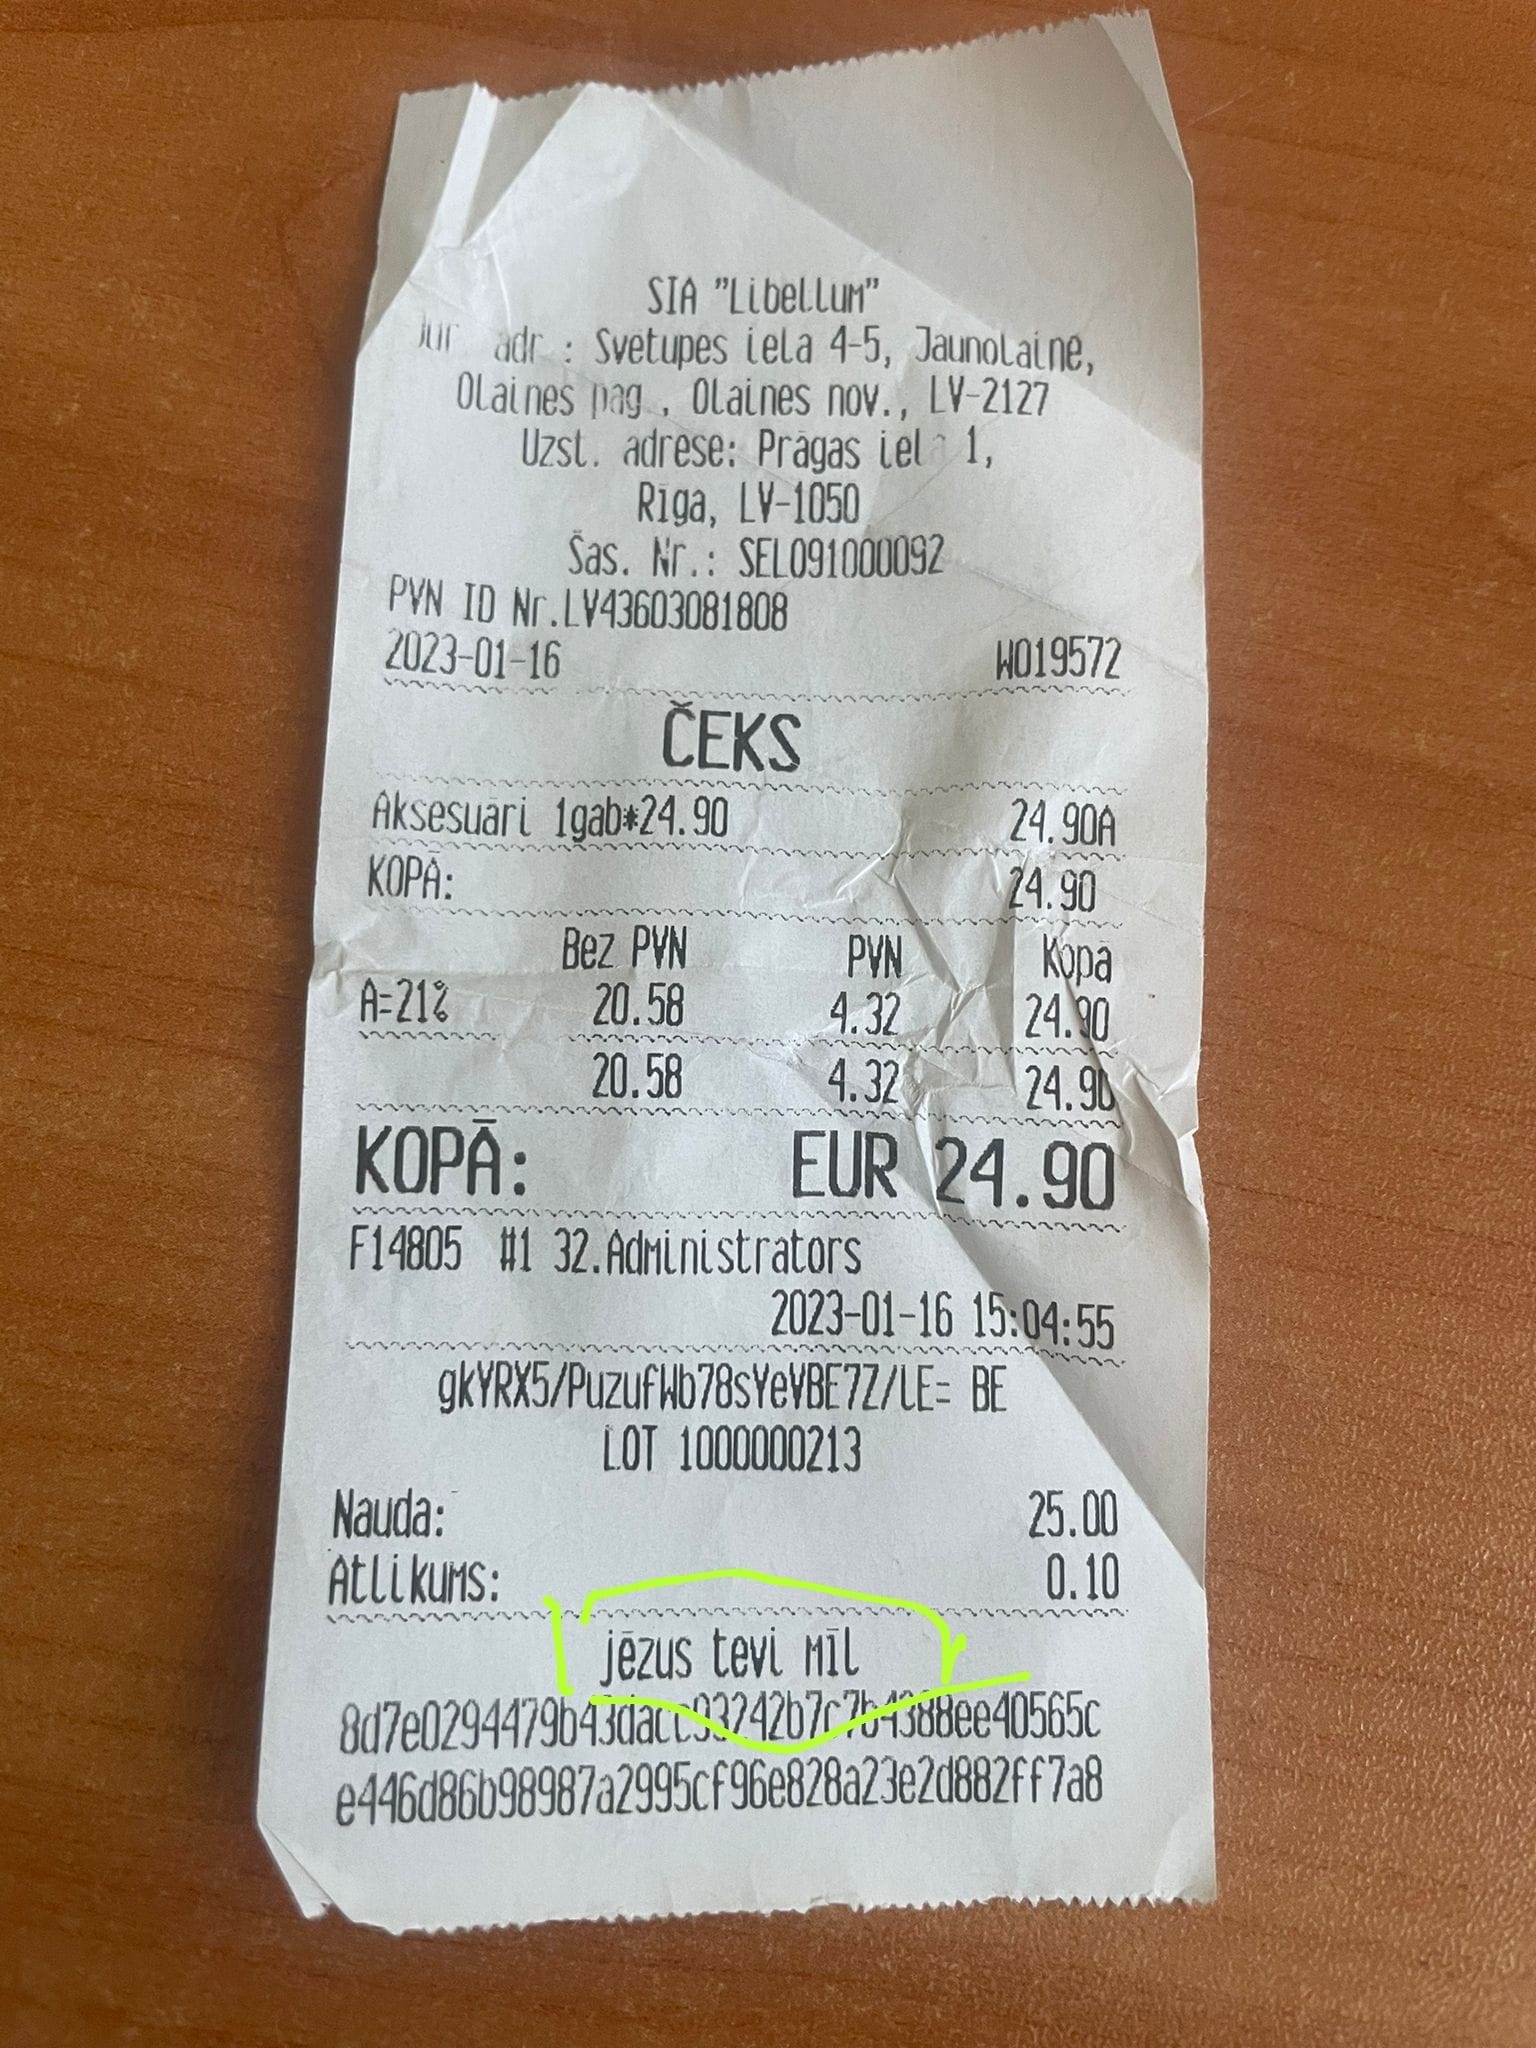 SIA "Libellum"
Jur adr : Svētupes iela 4-5, Jaunolaine,
Olaines pag , Olaines nov., LV-2127
Uzst. adrese: Prāgas iela 1,
Rīga, LV-1050
Šas. Nr.: SEL091000092
PVN ID Nr.LV43603081808
2023-01-16 W019572
ČEKS
Aksesuāri 1gab*24.90 24.90A
KOPĀ: 24.90
Bez PVN PVN Kopā
A=21% 20.58 4.32 24.90
20.58 4.32 24.90
KOPĀ: EUR 24.90
F14805 #1 32.Administrators
2023-01-16 15:04:55
gkYRX5/PuzufWb78sYeVBE7Z/lE= BE
LOT 1000000213
Nauda: 25.00
Atlikums: 0.10
jēzus tevi mīl
8d7e0294479b43dacc93242b7c7b4388ee40565c
e446d86b98987a2995cf96e828a23e2d882ff7a8